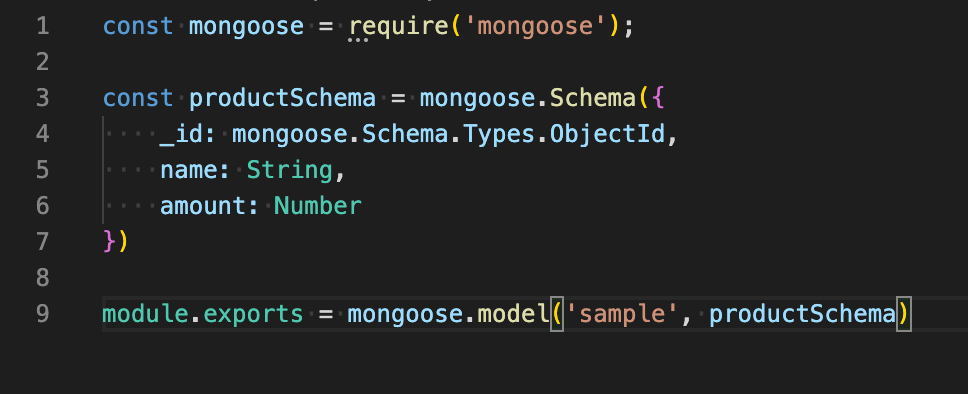 1 const mongoose = require('mongoose');
2
3 const productSchema = mongoose.Schema({
4     _id: mongoose.Schema.Types.ObjectId,
5     name: String,
6     amount: Number
7 })
8
9 module.exports = mongoose.model('sample', productSchema)